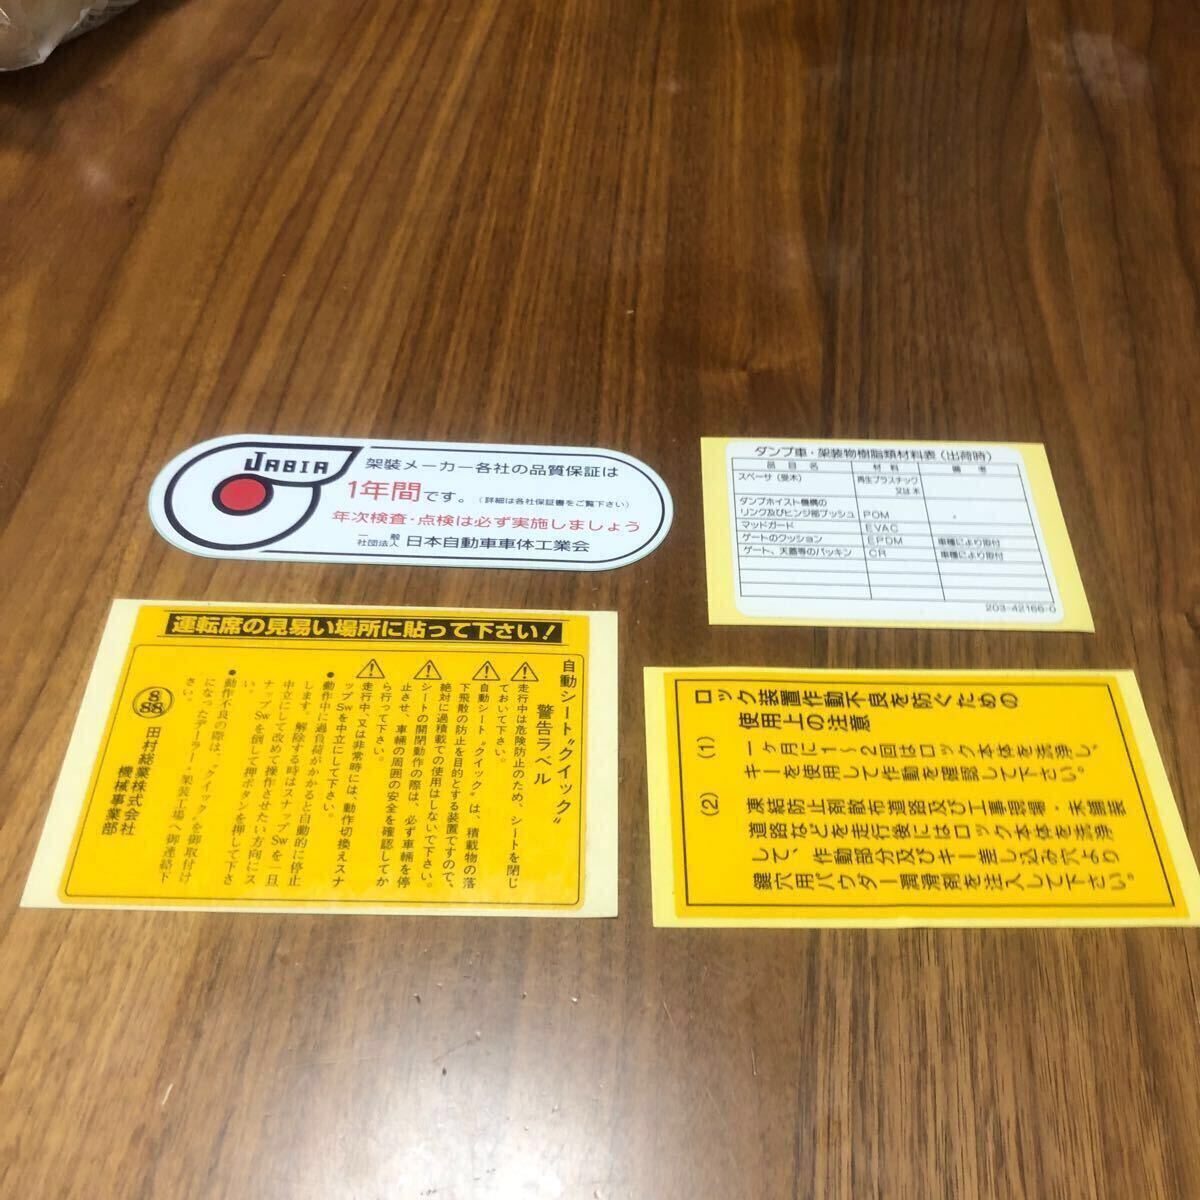 JABIA
架装メーカー各社の品質保証は
1年間です。(詳細は各社保証書をご覧下さい)
年次検査・点検は必ず実施しましょう
一般社団法人 日本自動車車体工業会
ダンプ車・架装物樹脂類材料表(出荷時)
品目名 材料 備考
スペーサ(受木) 再生プラスチック又は木
ダンプホイスト機構の
リンク及びヒンジ部ブッシュ POM
マッドガード EVAC
ゲートのクッション EPDM 車種により取付
ゲート、天蓋等のパッキン CR 車種により取付
203-42166-0
運転席の見易い場所に貼って下さい!
自動シート"クイック"
警告ラベル
⚠走行中は危険防止のため、シートを閉じ
ておいて下さい。
⚠自動シート"クイック"は、積載物の落
下飛散の防止を目的とする装置ですので、
絶対に過積載での使用はしないで下さい。
⚠シートの開閉動作の際は、必ず車輛を停
止させ、車輛の周囲の安全を確認してか
ら行って下さい。
⚠走行中、又は非常時には、動作切換えスナ
ップSwを中立にして下さい。
●動作中に過負荷がかかると自動的に停止
します。解除する時はスナップSwを一旦
中立にして改めて操作させたい方向にス
ナップSwを倒して押ボタンを押して下さ
い。
●動作不良の際は、"クイック"を御取付け
になったデーラー・架装工場へ御連絡下
さい。
田村総業株式会社
機械事業部
ロック装置作動不良を防ぐための
使用上の注意
(1) 一ヶ月に1~2回はロック本体を洗浄し、
キーを使用して作動を確認して下さい。
(2) 凍結防止剤散布道路及び工事現場・未舗装
道路などを走行後にはロック本体を洗浄
して、作動部分及びキー差し込み穴より
鍵穴用パウダー潤滑剤を注入して下さい。